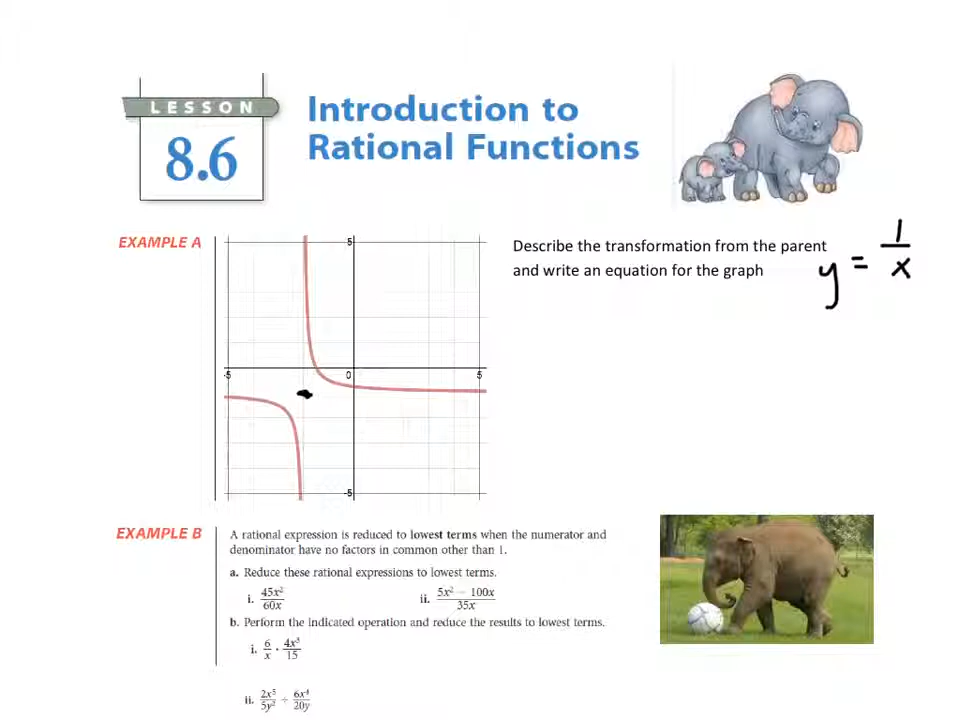 LESSON
8.6
Introduction to
Rational Functions
EXAMPLE A
5
-5
0
5
-5
Describe the transformation from the parent
and write an equation for the graph
y = 1/x
EXAMPLE B
A rational expression is reduced to lowest terms when the numerator and
denominator have no factors in common other than 1.
a. Reduce these rational expressions to lowest terms.
i. 45x²/60x
ii. 5x² − 100x/35x
b. Perform the indicated operation and reduce the results to lowest terms.
i. 6/x · 4x³/15
ii. 2x⁵/5y² ÷ 6x⁴/20y